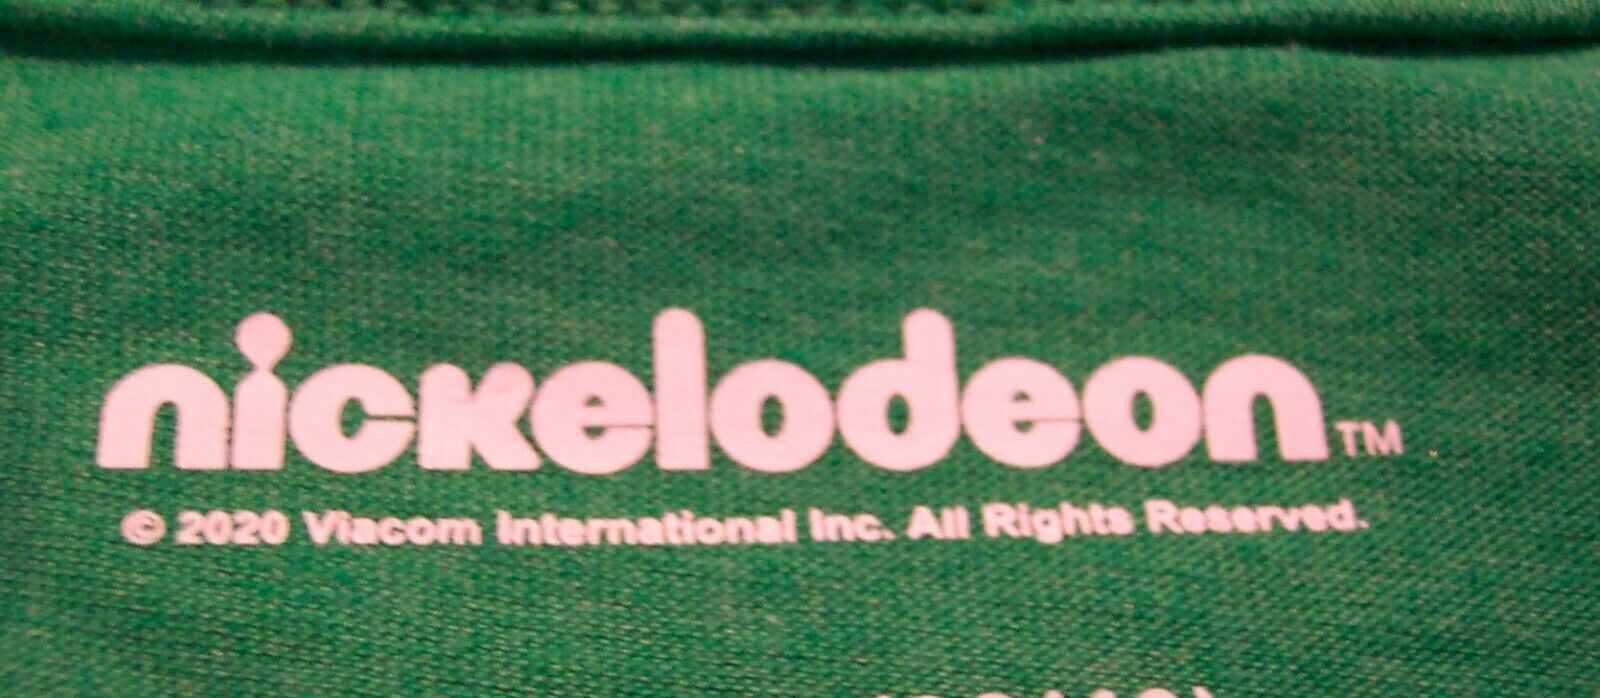 nickelodeon™
© 2020 Viacom International Inc. All Rights Reserved.